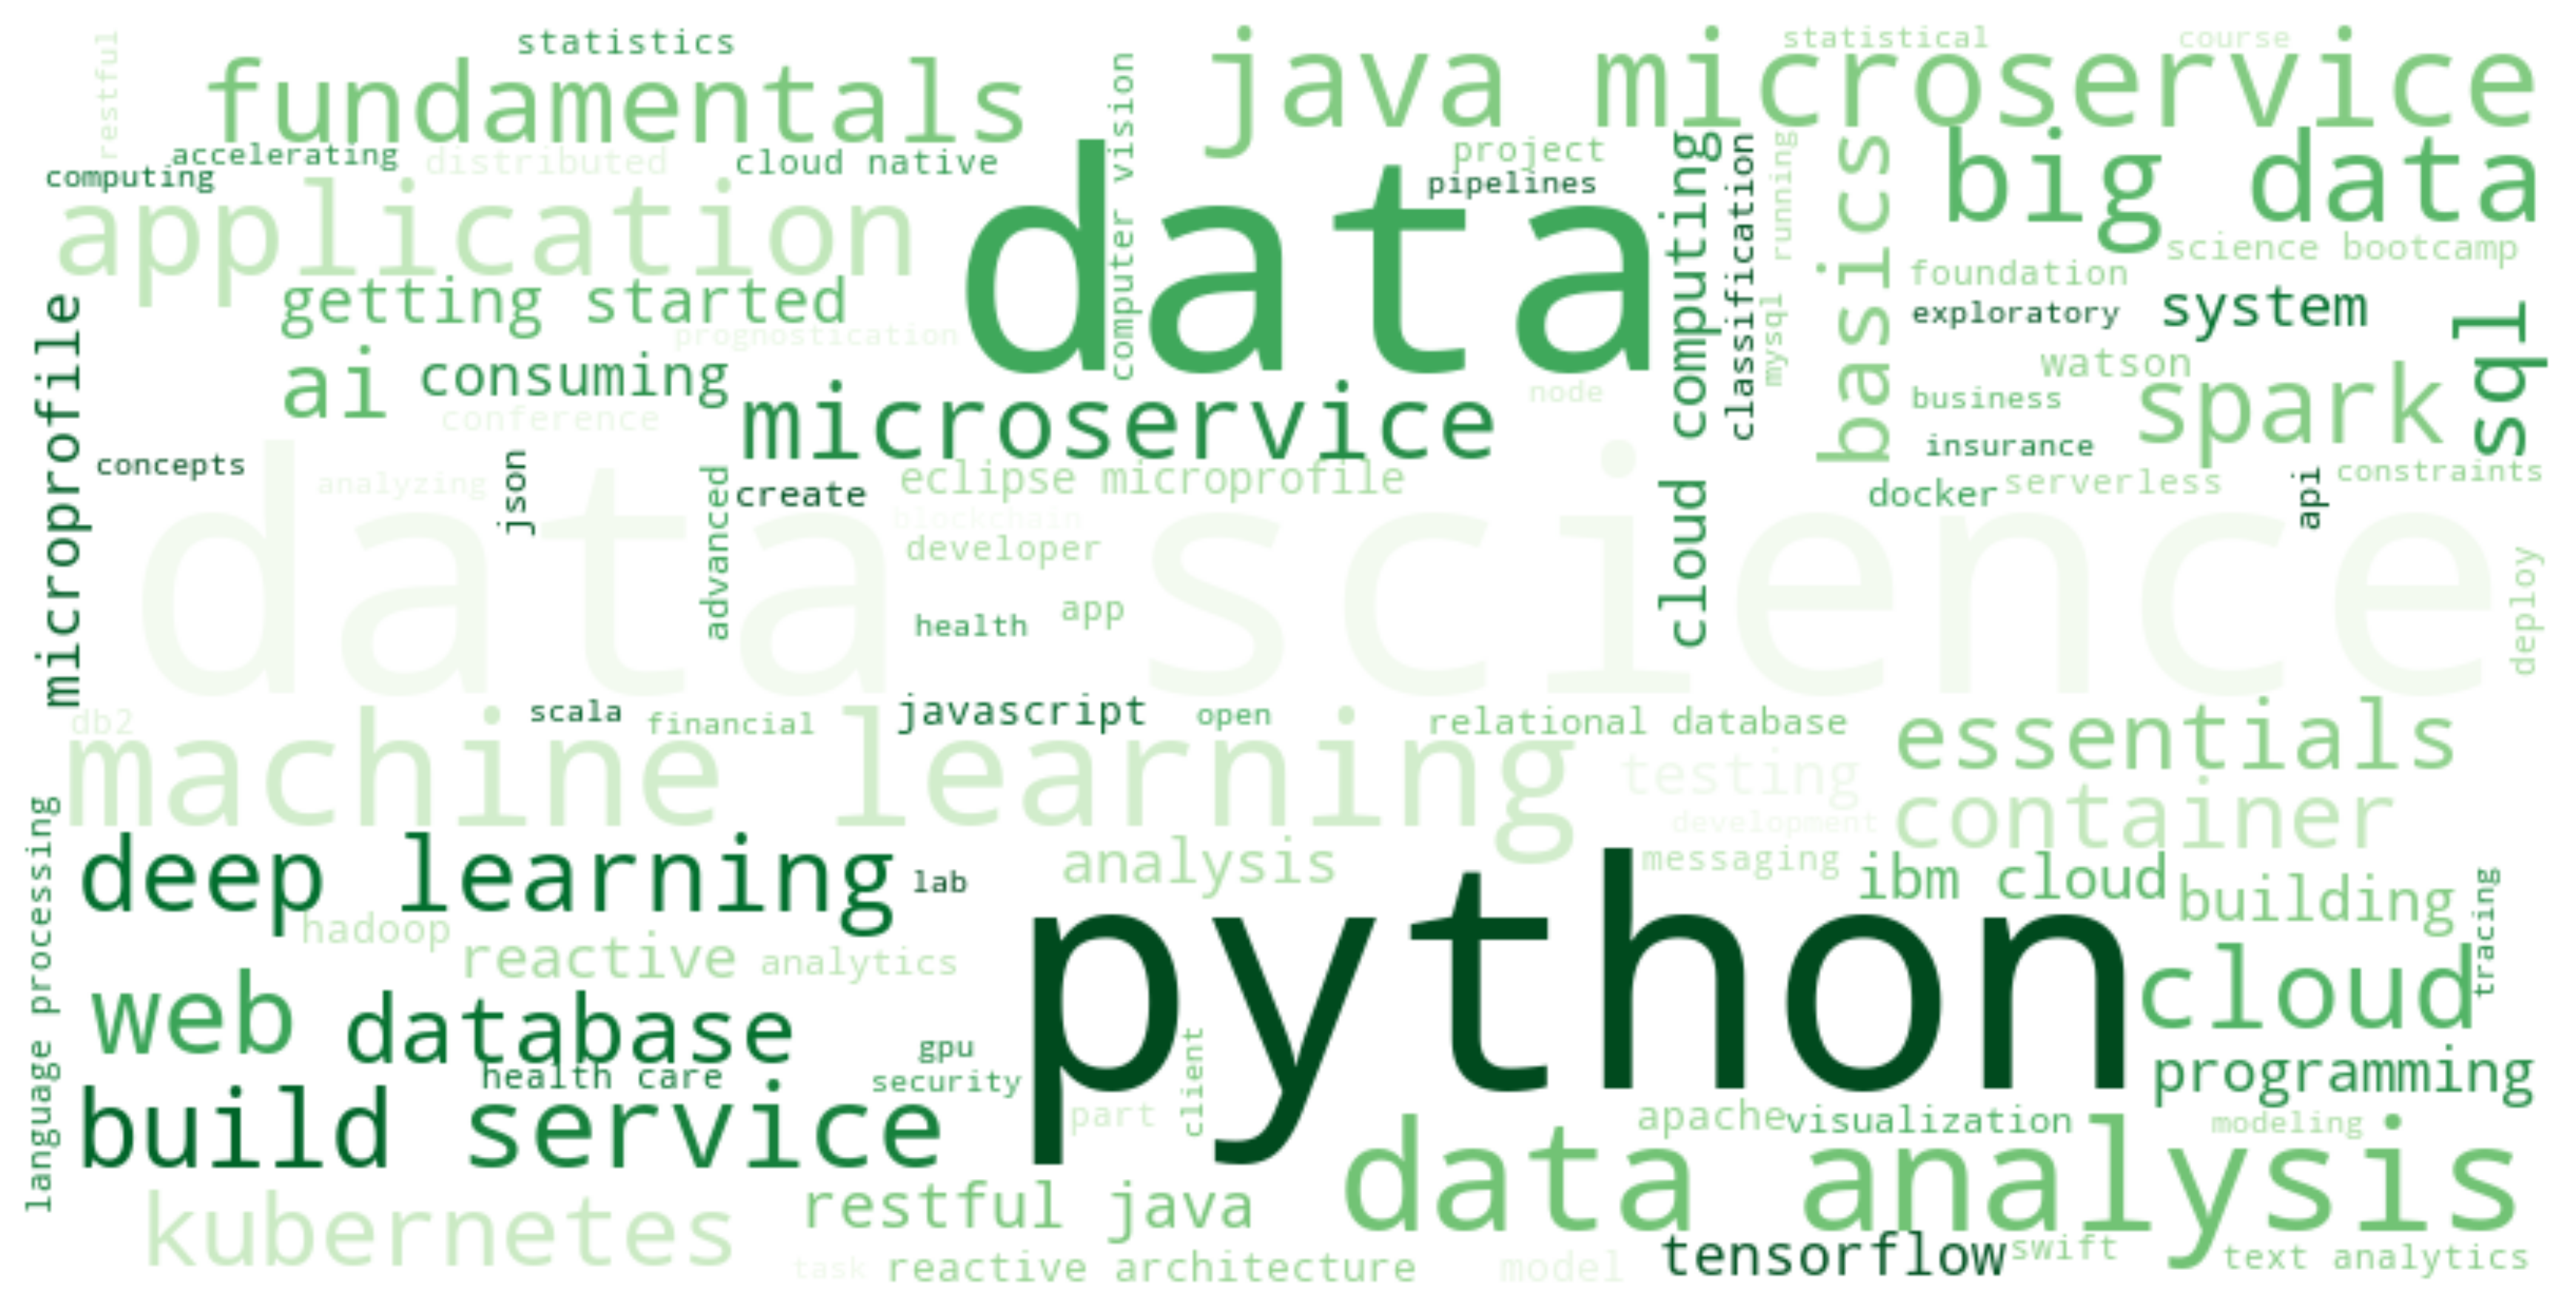 restful
statistics
fundamentals
java microservice
statistical
course
accelerating
distributed
cloud native
computing
computer vision
project
pipelines
cloud computing
classification
running
basics
big data
application
data
science bootcamp
getting started
prognostication
foundation
exploratory
system
mysql
sql
microprofile
ai
consuming
conference
microservice
node
watson
business
spark
insurance
concepts
analyzing
json
advanced
create
eclipse microprofile
docker
serverless
api
constraints
blockchain
developer
data science
deploy
health
app
db2
scala
financial
javascript
open
relational database
essentials
machine learning
testing
container
development
language processing
deep learning
lab
analysis
messaging
ibm cloud
building
tracing
hadoop
reactive
analytics
python
cloud
web
database
gpu
health care
security
client
programming
build
service
part
apache
visualization
modeling
data analysis
kubernetes
restful java
task
reactive architecture
model
tensorflow
swift
text analytics